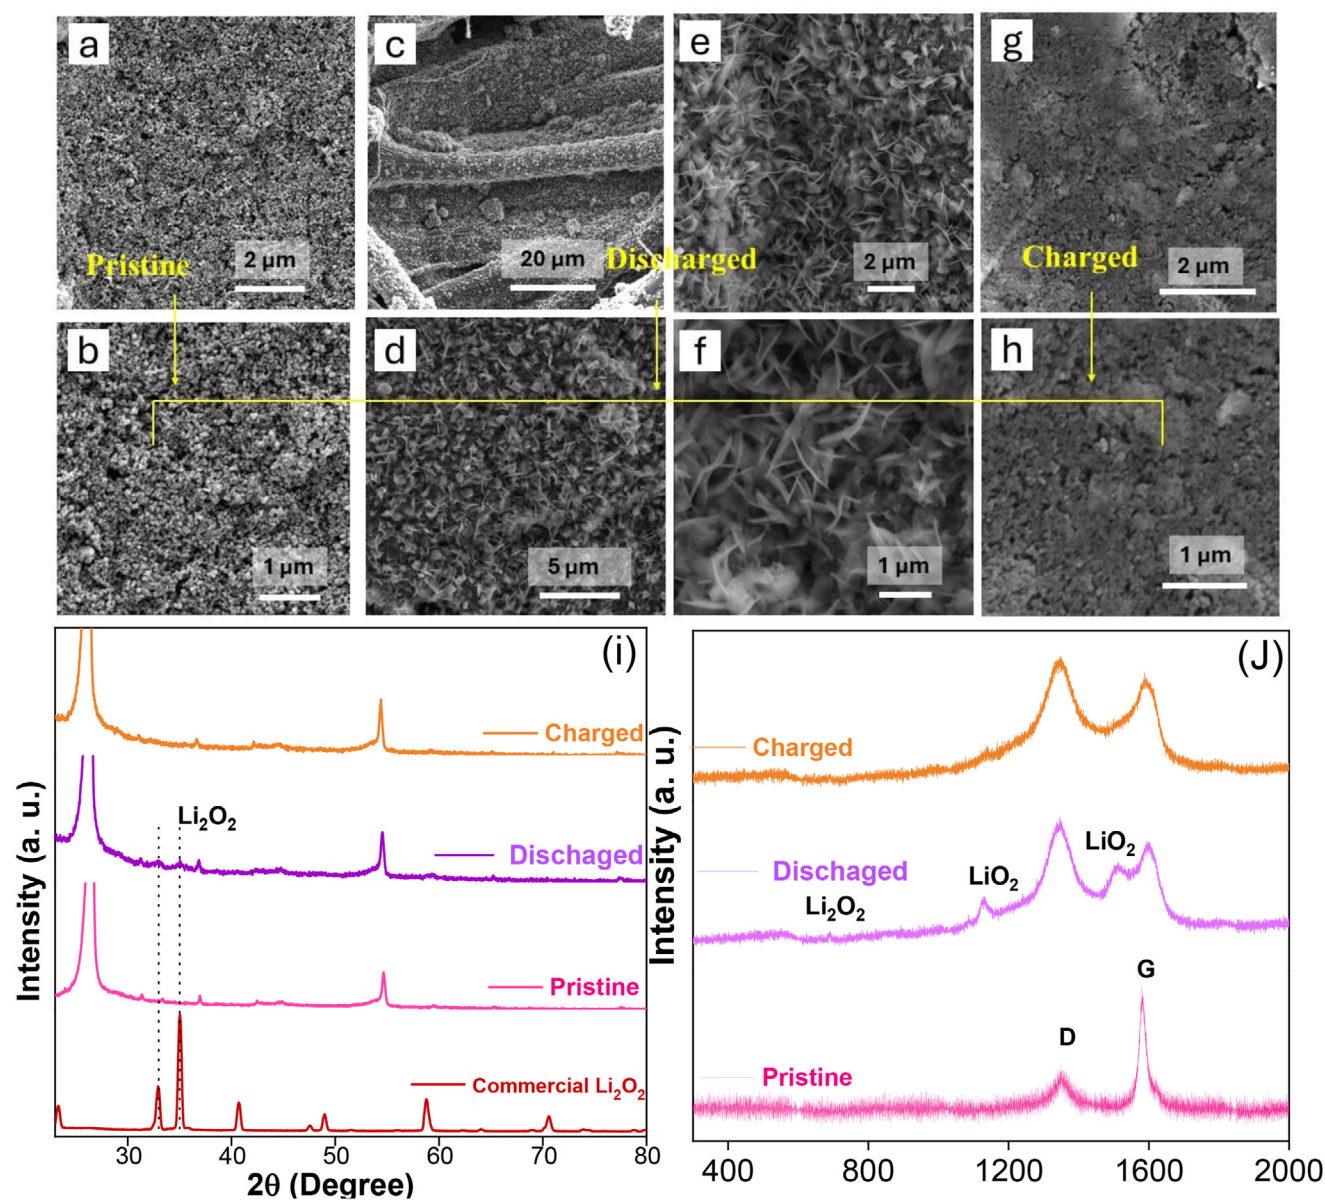 a
c
e
g
Pristine
2 µm
20 µm
Discharged
2 µm
Charged
2 µm
b
d
f
h
1 µm
5 µm
1 µm
1 µm
(i)
Charged
Li₂O₂
Dischaged
Pristine
Commercial Li₂O₂
Intensity (a. u.)
30 40 50 60 70 80
2θ (Degree)
(J)
Charged
LiO₂
Dischaged
LiO₂
Li₂O₂
G
D
Pristine
Intensity (a. u.)
400 800 1200 1600 2000